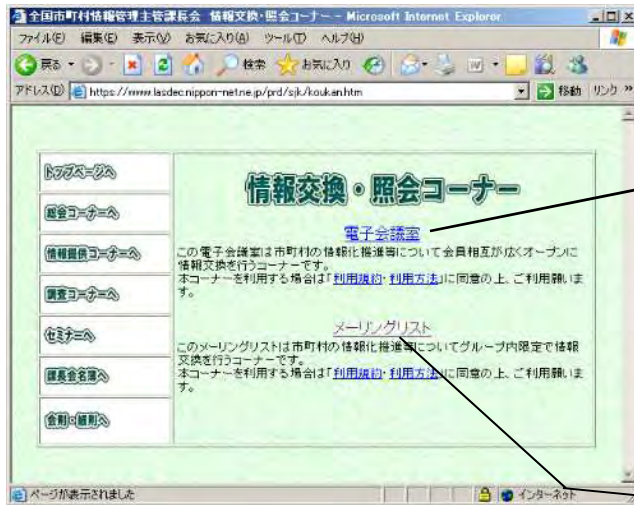 全国市町村情報管理主管課長会 情報交換・照会コーナー - Microsoft Internet Explorer
ファイル(F) 編集(E) 表示(V) お気に入り(A) ツール(T) ヘルプ(H)
戻る 検索 お気に入り
アドレス(D) https://www.lasdec.nippon-net.ne.jp/prd/sjk/koukan.htm 移動 リンク »
トップページへ
総会コーナーへ
情報提供コーナーへ
調査コーナーへ
セミナーへ
課長会名簿へ
会則・細則へ
情報交換・照会コーナー
電子会議室
この電子会議室は市町村の情報化推進等について会員相互が広くオープンに
情報交換を行うコーナーです。
本コーナーを利用する場合は「利用規約・利用方法」に同意の上、ご利用願いま
す。
メーリングリスト
このメーリングリストは市町村の情報化推進等についてグループ内限定で情報
交換を行うコーナーです。
本コーナーを利用する場合は「利用規約・利用方法」に同意の上、ご利用願いま
す。
ページが表示されました インターネット